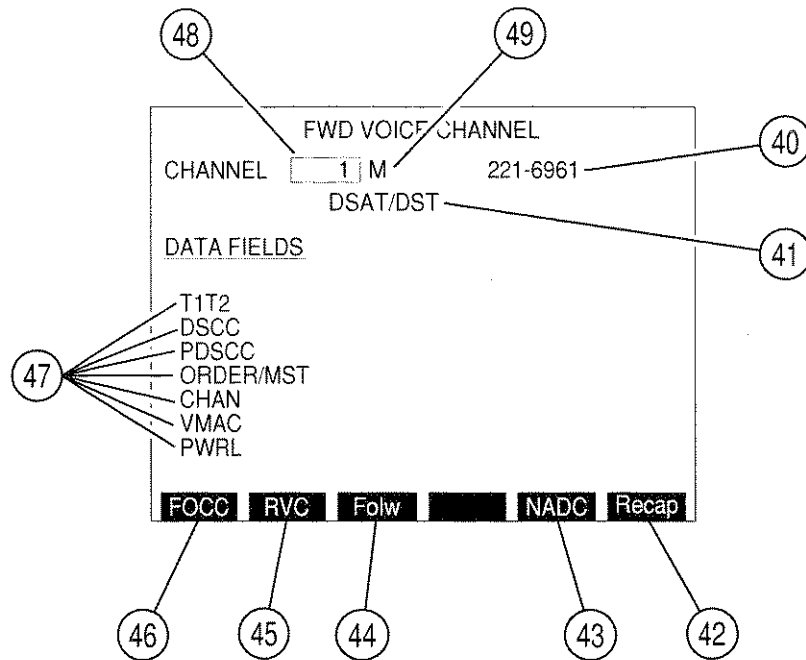 48
49
FWD VOICE CHANNEL
40
CHANNEL 1 M 221-6961
DSAT/DST
41
DATA FIELDS
T1T2
DSCC
PDSCC
47
ORDER/MST
CHAN
VMAC
PWRL
FOCC RVC Folw NADC Recap
46 45 44 43 42